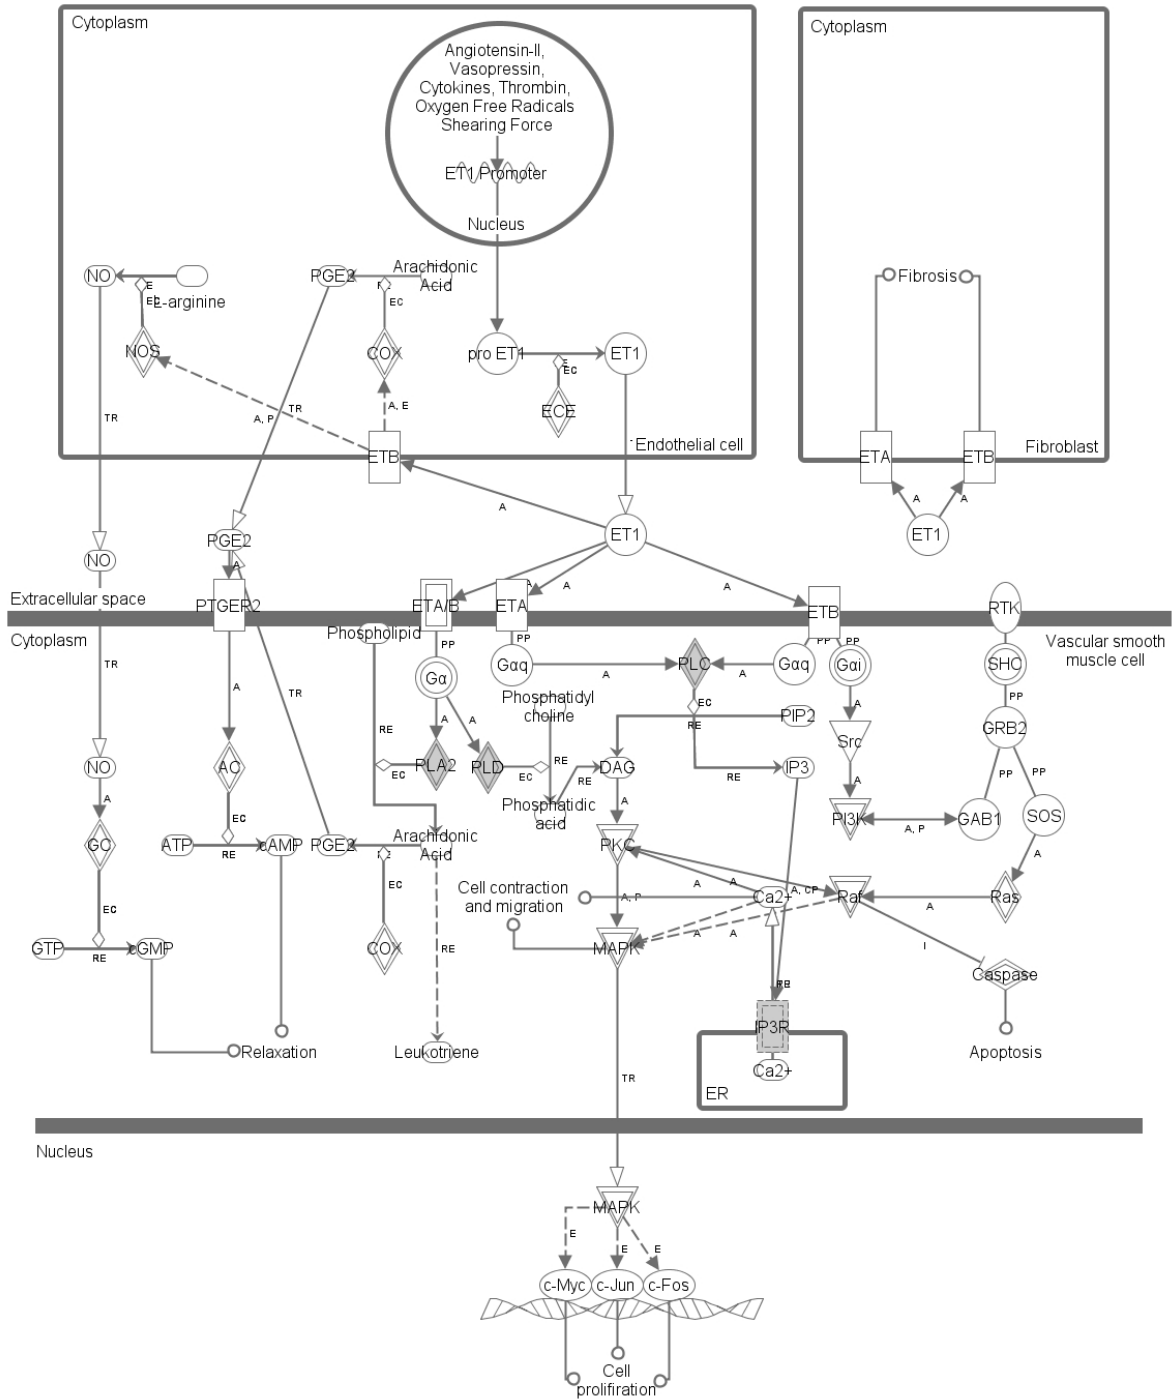 Cytoplasm
Angiotensin-II,
Vasopressin,
Cytokines, Thrombin,
Oxygen Free Radicals
Shearing Force
ET1 Promoter
Nucleus
NO
E
EC
L-arginine
NOS
PGE2
Arachidonic
Acid
RE
EC
COX
pro ET1
E
EC
ET1
ECE
A, E
TR
A, P
TR
ETB
Endothelial cell
Cytoplasm
Fibrosis
ETA
ETB
Fibroblast
A
A
ET1
A
ET1
A
A
A
NO
PGE2
A
Extracellular space
PTGER2
ETA/B
ETA
ETB
RTK
Cytoplasm
Vascular smooth
muscle cell
Phospholipid
PP
PP
PP
PP
TR
A
TR
Gα
Gαq
A
PLC
A
Gαq
Gαi
SHC
PP
GRB2
Phosphatidyl
choline
EC
RE
PIP2
A
Src
A
A
A
RE
RE
NO
AC
PLA2
EC
PLD
EC
RE
DAG
RE
IP3
PP
PP
A
EC
Phosphatidic
acid
A
PI3K
A, P
GAB1
SOS
GC
ATP
RE
cAMP
PGE2
RE
Arachidonic
Acid
PKC
A
EC
EC
Cell contraction
and migration
A, P
A
A
Ca2+
A, CP
Raf
A
Ras
GTP
RE
cGMP
COX
RE
MAPK
A
A
I
Caspase
RE
IP3R
Relaxation
Leukotriene
Ca2+
ER
Apoptosis
TR
Nucleus
MAPK
E
E
E
c-Myc
c-Jun
c-Fos
Cell
prolifiration